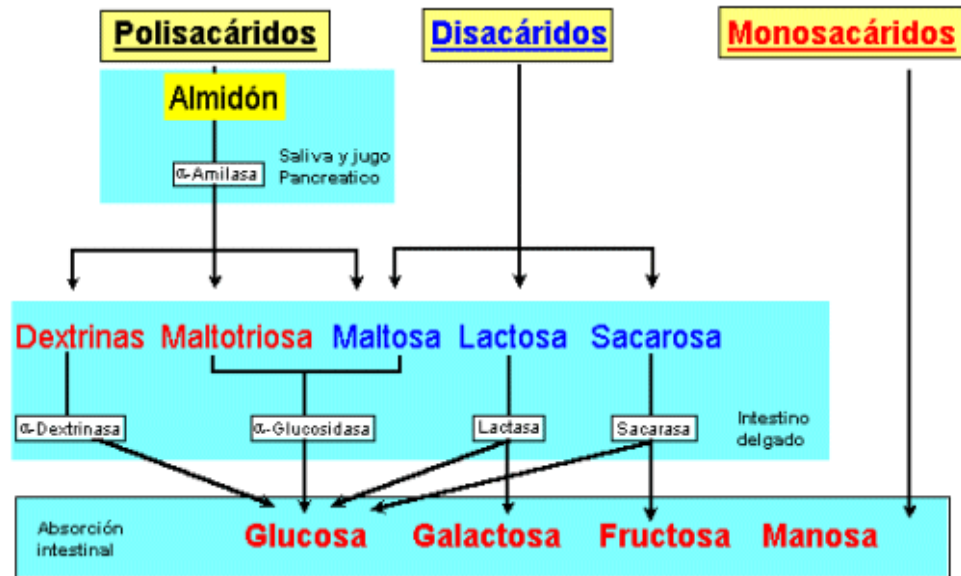 Polisacáridos
Disacáridos
Monosacáridos
Almidón
α-Amilasa
Saliva y jugo
Pancreatico
Dextrinas
Maltotriosa
Maltosa
Lactosa
Sacarosa
α-Dextrinasa
α-Glucosidasa
Lactasa
Sacarasa
Intestino
delgado
Absorción
intestinal
Glucosa
Galactosa
Fructosa
Manosa